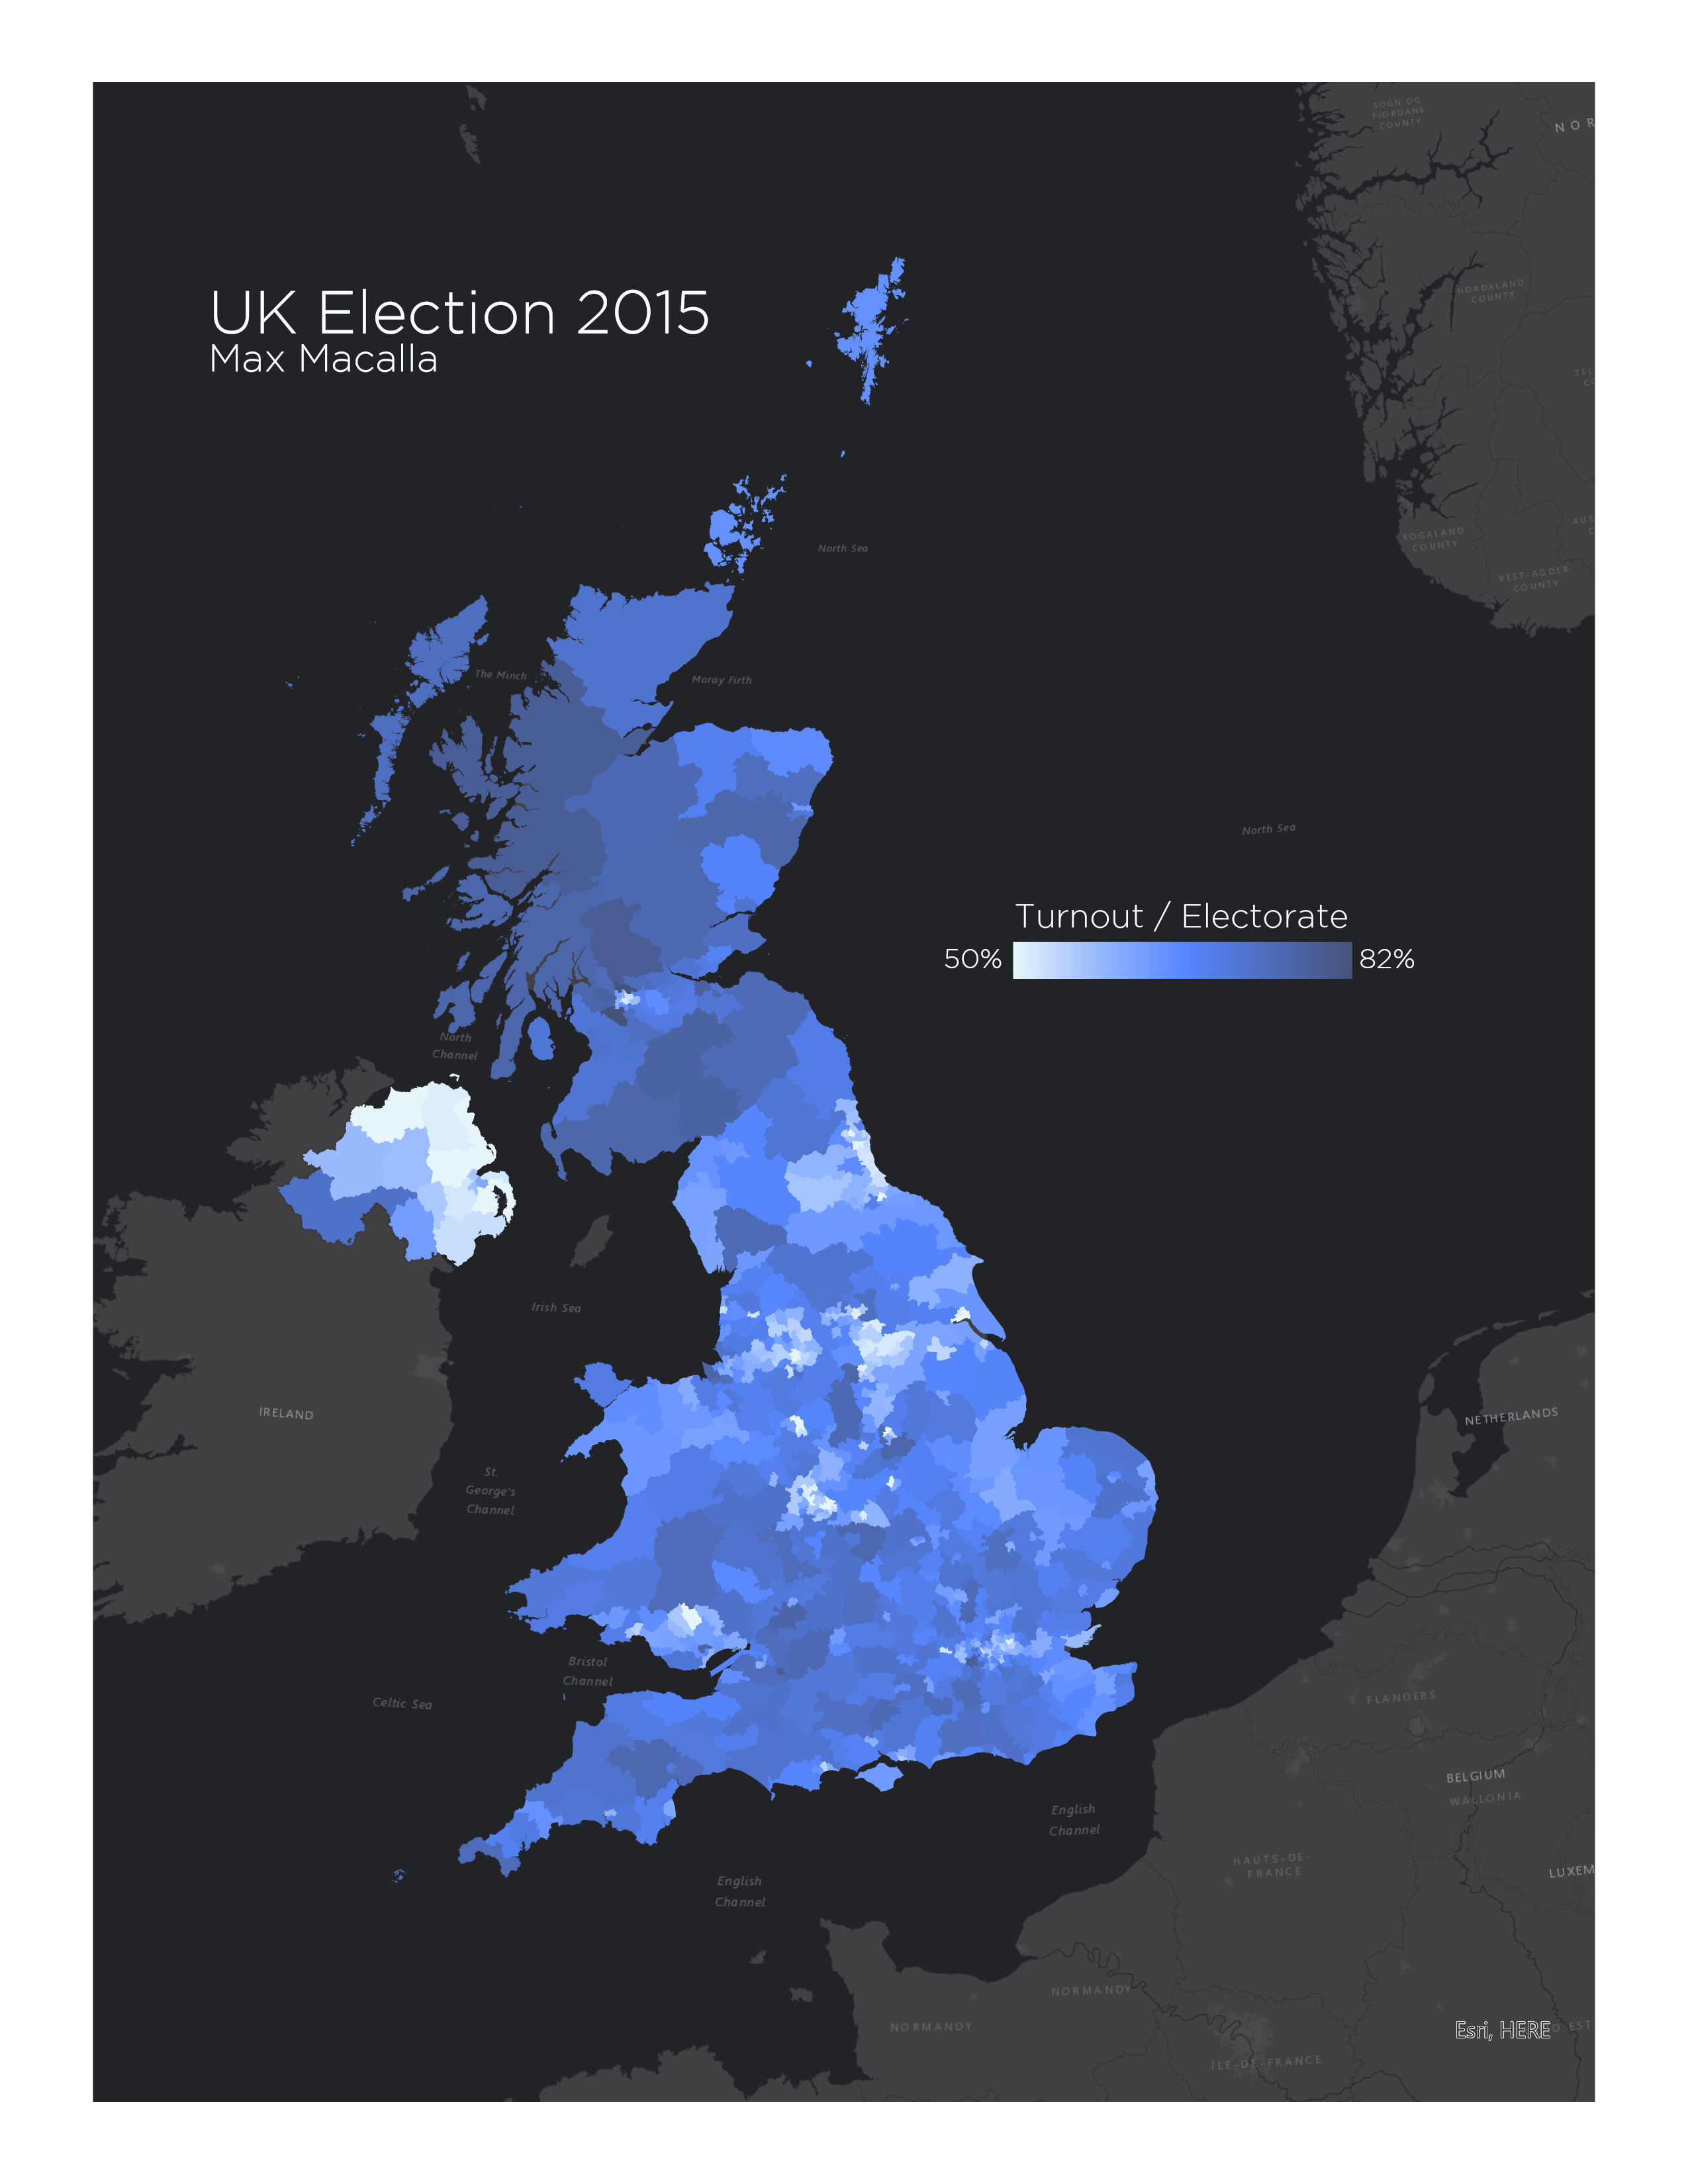 SOGN OG
FJORDANE
COUNTY
NOR
UK Election 2015
Max Macalla
HORDALAND
COUNTY
North Sea
ROGALAND
COUNTY
VEST-AGDER
COUNTY
The Minch
Moray Firth
North Sea
Turnout / Electorate
50%
82%
North
Channel
Irish Sea
IRELAND
NETHERLANDS
St.
George's
Channel
Bristol
Channel
Celtic Sea
FLANDERS
BELGIUM
WALLONIA
English
Channel
HAUTS-DE-
FRANCE
LUXEM
English
Channel
NORMANDY
NORMANDY
Esri, HERE
D EST
ÎLE-DE-FRANCE